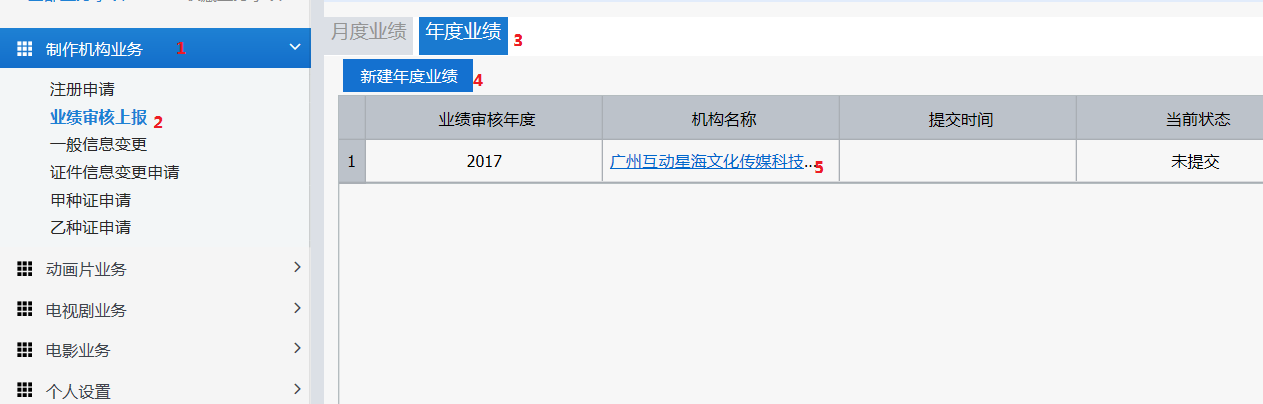 制作机构业务 1
注册申请
业绩审核上报 2
一般信息变更
证件信息变更申请
甲种证申请
乙种证申请
动画片业务
电视剧业务
电影业务
个人设置
月度业绩 年度业绩 3
新建年度业绩 4
业绩审核年度 机构名称 提交时间 当前状态
1 2017 广州互动星海文化传媒科技... 5 未提交